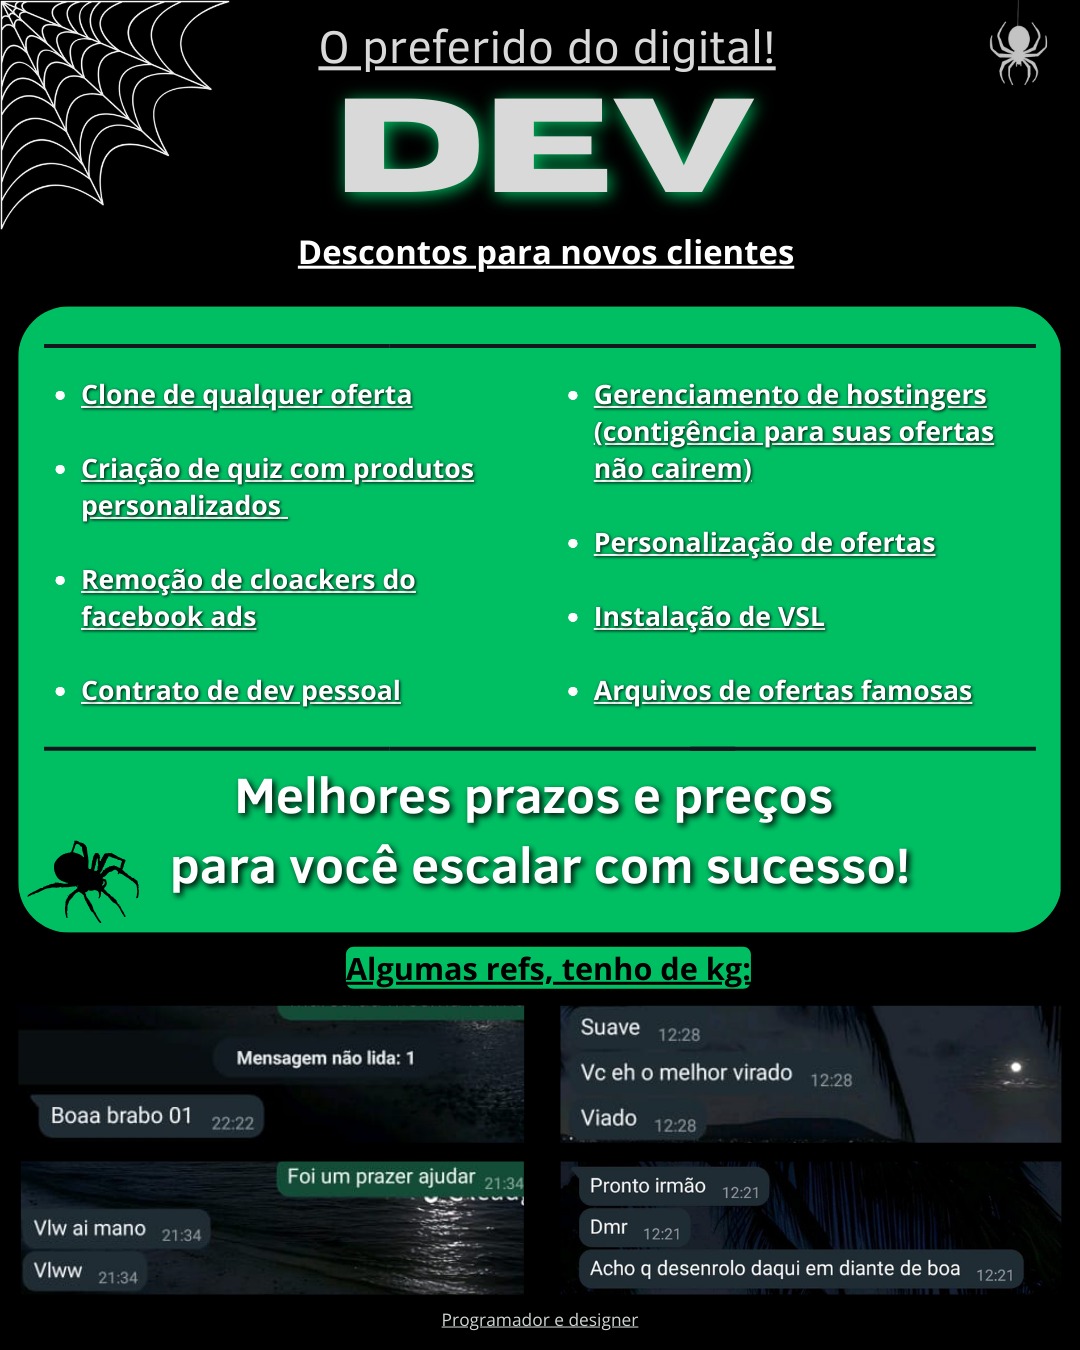 O preferido do digital!
DEV
Descontos para novos clientes
Clone de qualquer oferta
Criação de quiz com produtos
personalizados
Remoção de cloackers do
facebook ads
Contrato de dev pessoal
Gerenciamento de hostingers
(contigência para suas ofertas
não cairem)
Personalização de ofertas
Instalação de VSL
Arquivos de ofertas famosas
Melhores prazos e preços
para você escalar com sucesso!
Algumas refs, tenho de kg:
Mensagem não lida: 1
Boaa brabo 01 22:22
Suave 12:28
Vc eh o melhor virado 12:28
Viado 12:28
Foi um prazer ajudar 21:34
Vlw ai mano 21:34
Vlww 21:34
Pronto irmão 12:21
Dmr 12:21
Acho q desenrolo daqui em diante de boa 12:21
Programador e designer